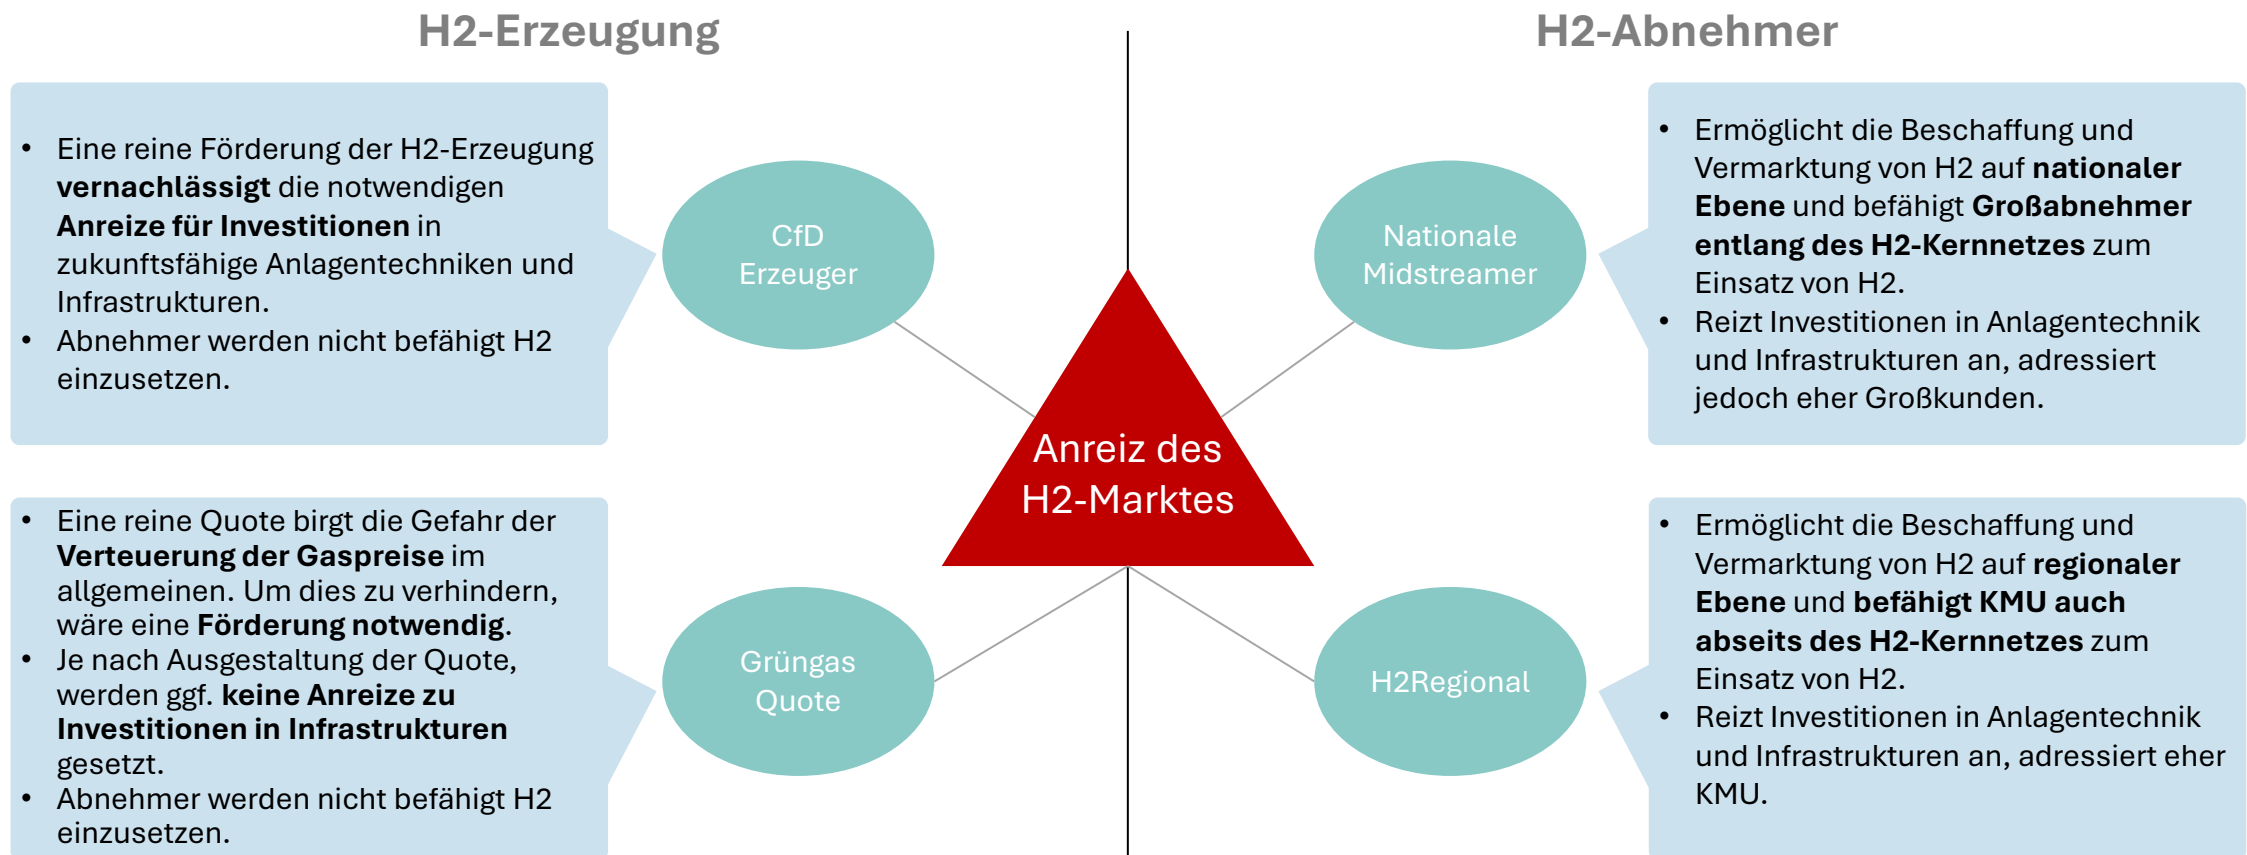 H2-Erzeugung
H2-Abnehmer
• Eine reine Förderung der H2-Erzeugung
vernachlässigt die notwendigen
Anreize für Investitionen in
zukunftsfähige Anlagentechniken und
Infrastrukturen.
• Abnehmer werden nicht befähigt H2
einzusetzen.
CfD
Erzeuger
Nationale
Midstreamer
• Ermöglicht die Beschaffung und
Vermarktung von H2 auf nationaler
Ebene und befähigt Großabnehmer
entlang des H2-Kernnetzes zum
Einsatz von H2.
• Reizt Investitionen in Anlagentechnik
und Infrastrukturen an, adressiert
jedoch eher Großkunden.
Anreiz des
H2-Marktes
• Eine reine Quote birgt die Gefahr der
Verteuerung der Gaspreise im
allgemeinen. Um dies zu verhindern,
wäre eine Förderung notwendig.
• Je nach Ausgestaltung der Quote,
werden ggf. keine Anreize zu
Investitionen in Infrastrukturen
gesetzt.
• Abnehmer werden nicht befähigt H2
einzusetzen.
Grüngas
Quote
H2Regional
• Ermöglicht die Beschaffung und
Vermarktung von H2 auf regionaler
Ebene und befähigt KMU auch
abseits des H2-Kernnetzes zum
Einsatz von H2.
• Reizt Investitionen in Anlagentechnik
und Infrastrukturen an, adressiert eher
KMU.